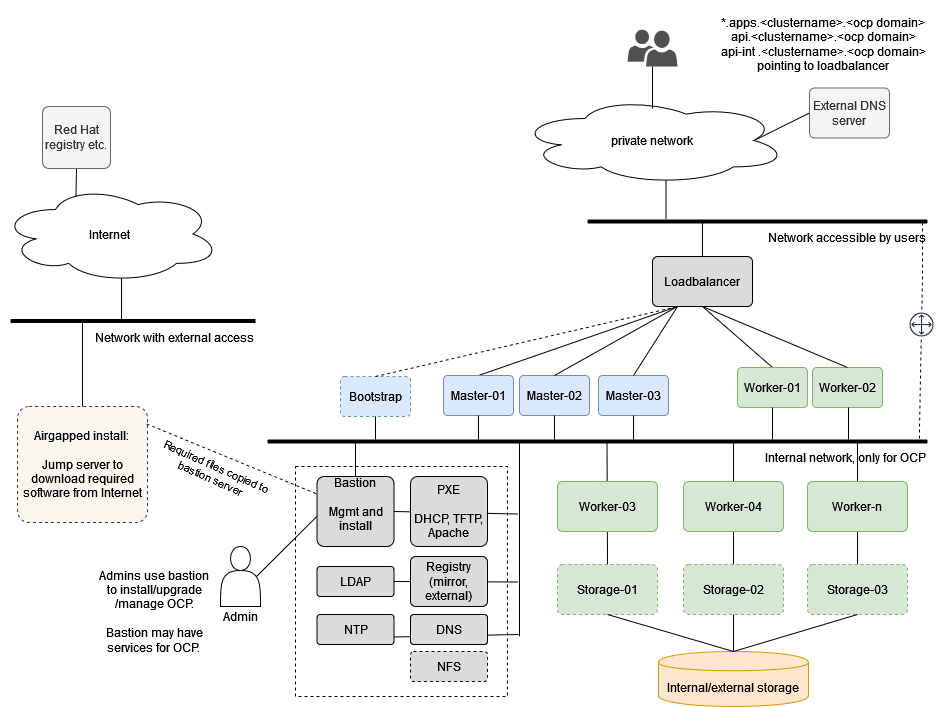 *.apps.<clustername>.<ocp domain>
api.<clustername>.<ocp domain>
api-int .<clustername>.<ocp domain>
pointing to loadbalancer
External DNS
server
private network
Red Hat
registry etc.
Internet
Network accessible by users
Loadbalancer
Network with external access
Bootstrap
Master-01
Master-02
Master-03
Worker-01
Worker-02
Airgapped install:
Jump server to
download required
software from Internet
Required files copied to
bastion server
Internal network, only for OCP
Bastion
Mgmt and
install
PXE
DHCP, TFTP,
Apache
Worker-03
Worker-04
Worker-n
LDAP
Registry
(mirror,
external)
Storage-01
Storage-02
Storage-03
Admins use bastion
to install/upgrade
/manage OCP.
Bastion may have
services for OCP.
Admin
NTP
DNS
NFS
Internal/external storage